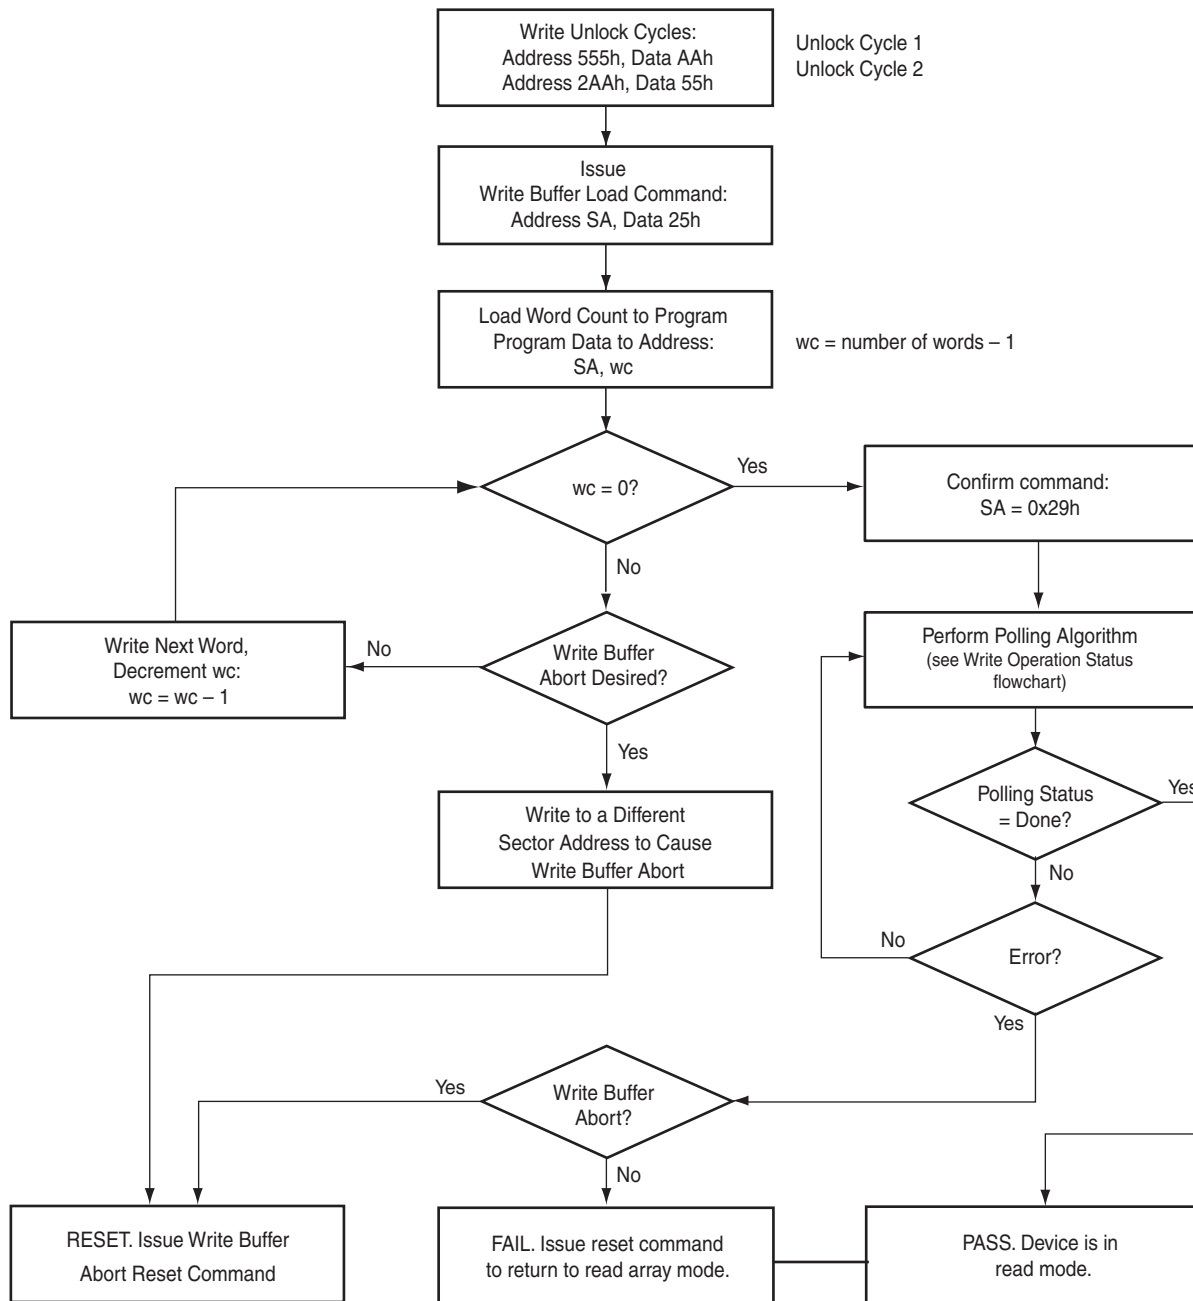 Write Unlock Cycles:
Address 555h, Data AAh
Address 2AAh, Data 55h
Unlock Cycle 1
Unlock Cycle 2
Issue
Write Buffer Load Command:
Address SA, Data 25h
Load Word Count to Program
Program Data to Address:
SA, wc
wc = number of words – 1
wc = 0?
Yes
Confirm command:
SA = 0x29h
No
Write Next Word,
Decrement wc:
wc = wc – 1
No
Write Buffer
Abort Desired?
Perform Polling Algorithm
(see Write Operation Status
flowchart)
Yes
Write to a Different
Sector Address to Cause
Write Buffer Abort
Polling Status
= Done?
Yes
No
Error?
No
Yes
Write Buffer
Abort?
Yes
No
RESET. Issue Write Buffer
Abort Reset Command
FAIL. Issue reset command
to return to read array mode.
PASS. Device is in
read mode.